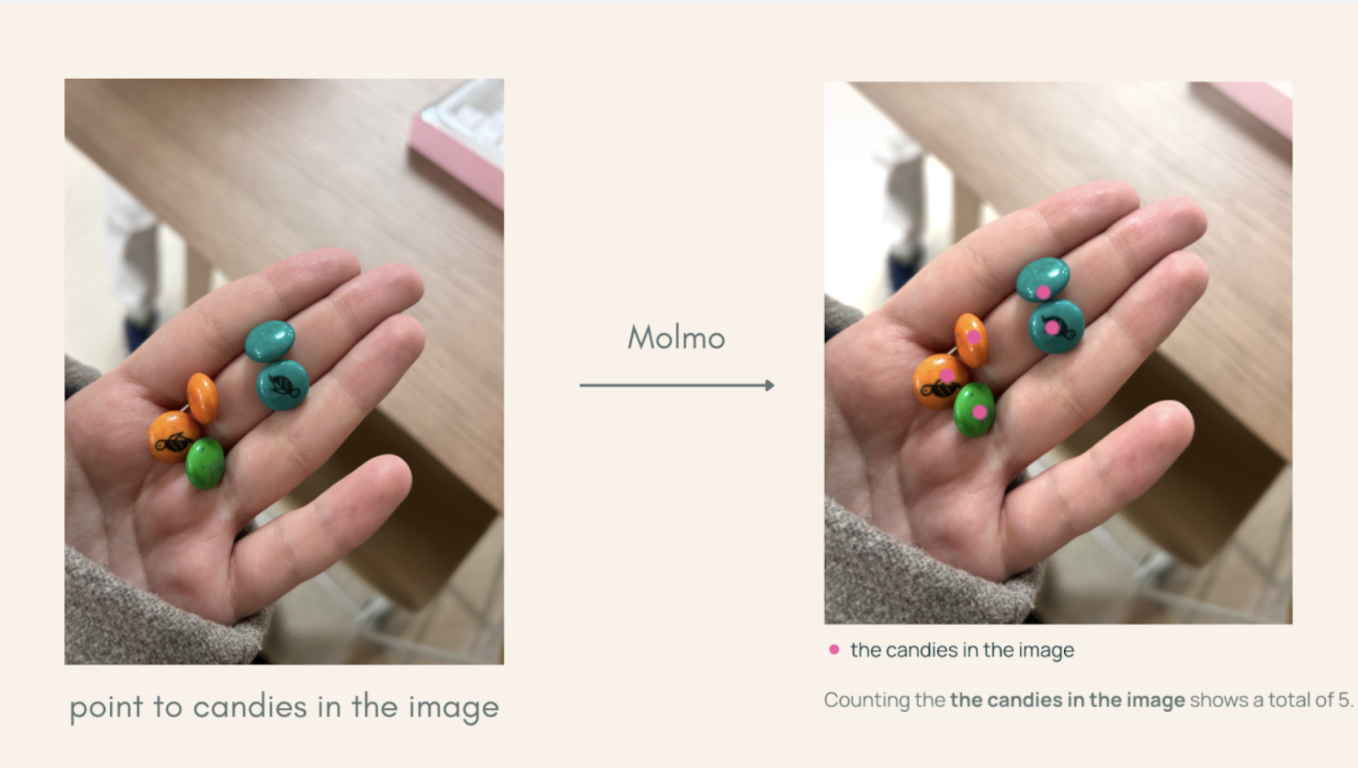 point to candies in the image
Molmo
the candies in the image
Counting the the candies in the image shows a total of 5.